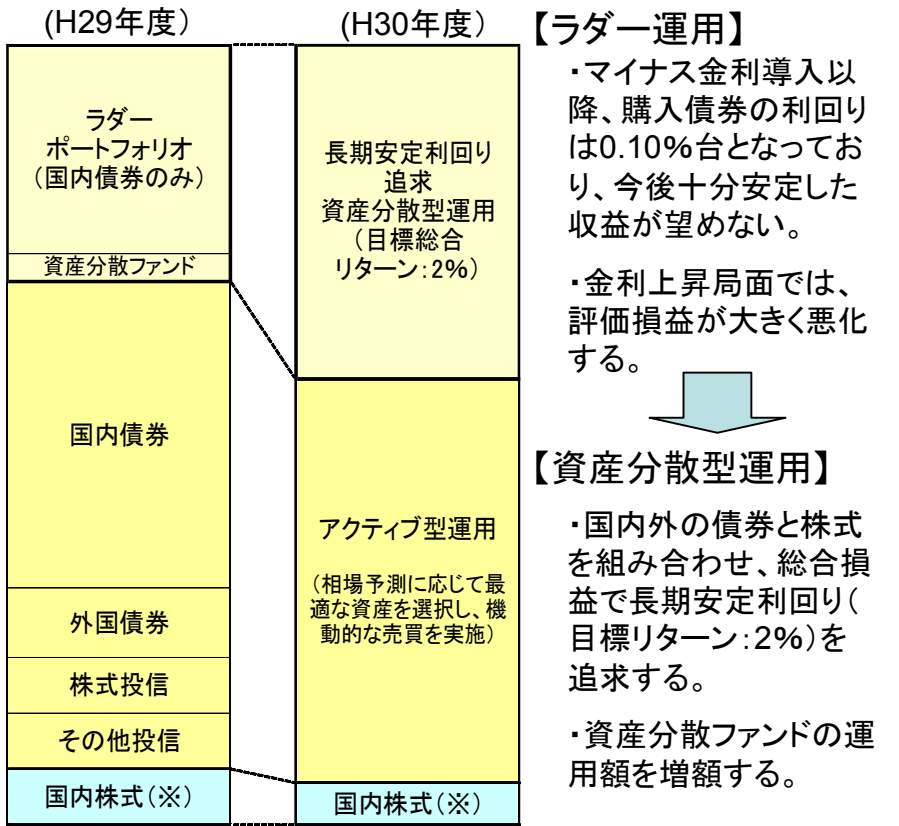 (H29年度)
ラダー
ポートフォリオ
(国内債券のみ)
資産分散ファンド
国内債券
外国債券
株式投信
その他投信
国内株式(※)
(H30年度)
長期安定利回り
追求
資産分散型運用
(目標総合
リターン:2%)
アクティブ型運用
(相場予測に応じて最
適な資産を選択し、機
動的な売買を実施)
国内株式(※)
【ラダー運用】
・マイナス金利導入以
降、購入債券の利回り
は0.10%台となってお
り、今後十分安定した
収益が望めない。
・金利上昇局面では、
評価損益が大きく悪化
する。
【資産分散型運用】
・国内外の債券と株式
を組み合わせ、総合損
益で長期安定利回り(
目標リターン:2%)を
追求する。
・資産分散ファンドの運
用額を増額する。